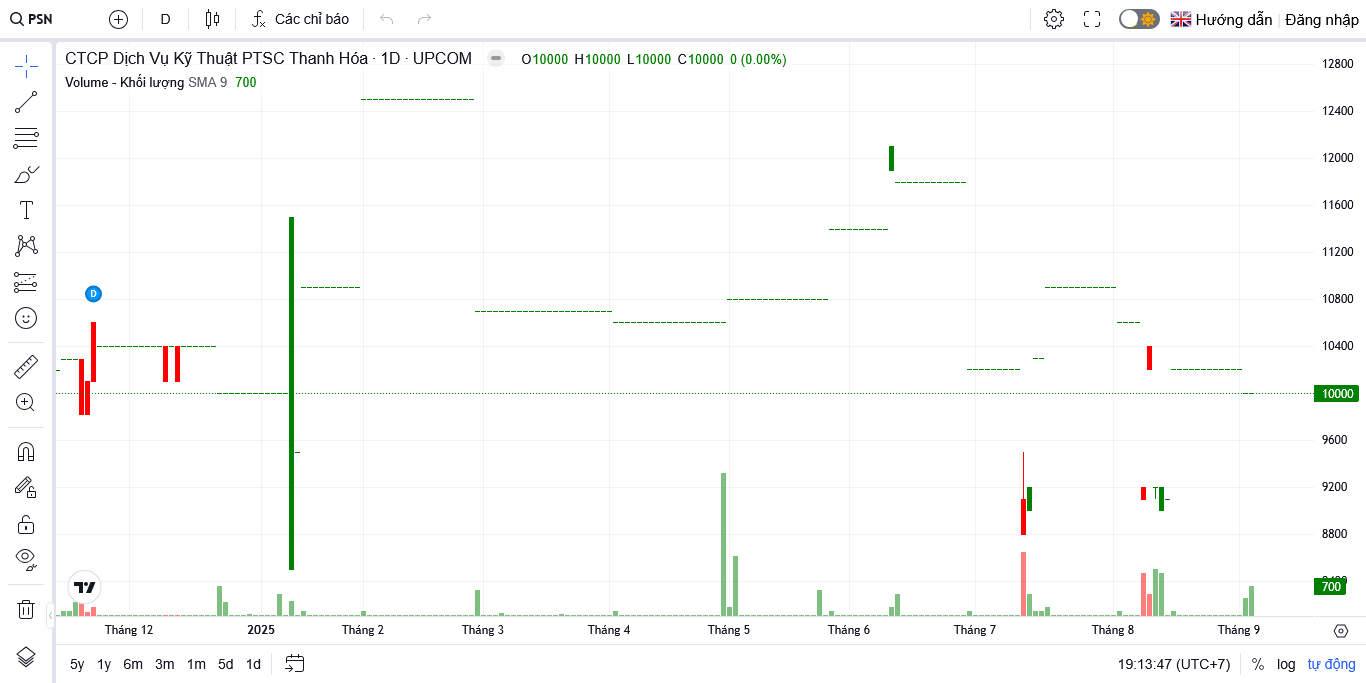 PSN D Các chỉ báo Hướng dẫn Đăng nhập
CTCP Dịch Vụ Kỹ Thuật PTSC Thanh Hóa · 1D · UPCOM O10000 H10000 L10000 C10000 0 (0.00%)
Volume - Khối lượng SMA 9 700
12800
12400
12000
11600
11200
10800
D
10400
10000
9600
9200
8800
700
Tháng 12 2025 Tháng 2 Tháng 3 Tháng 4 Tháng 5 Tháng 6 Tháng 7 Tháng 8 Tháng 9
5y 1y 6m 3m 1m 5d 1d 19:13:47 (UTC+7) % log tự động